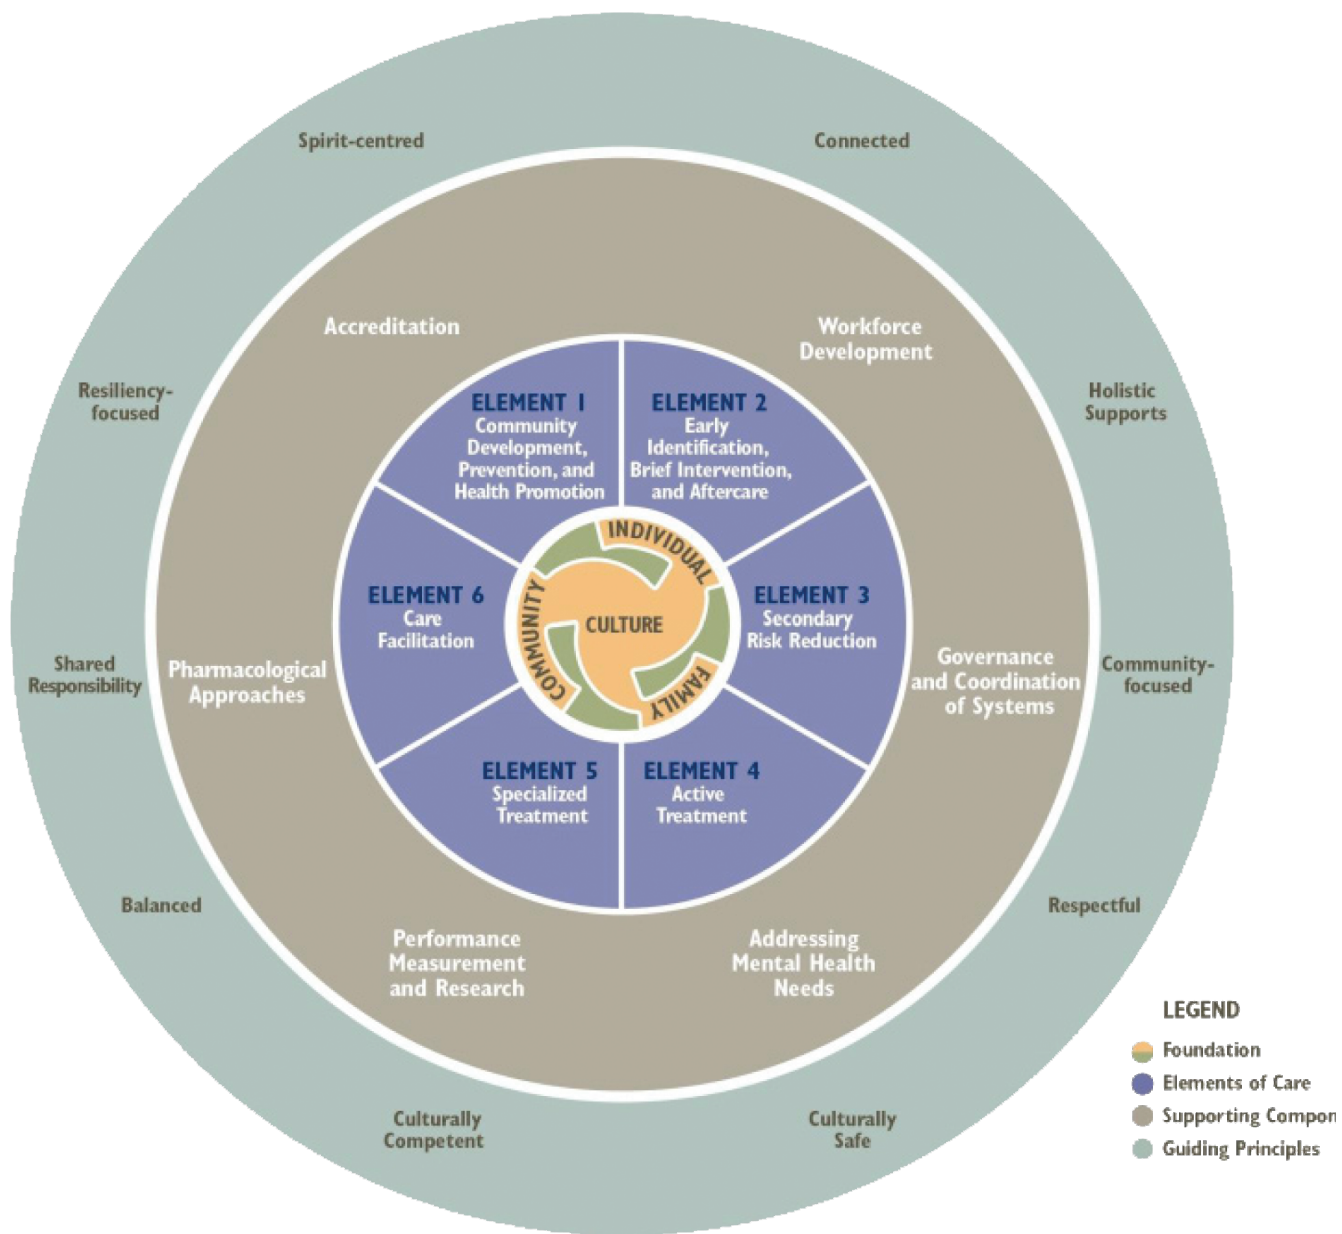 Spirit-centred
Connected
Accreditation
Workforce
Development
Resiliency-
focused
Holistic
Supports
ELEMENT 1
Community
Development,
Prevention, and
Health Promotion
ELEMENT 2
Early
Identification,
Brief Intervention,
and Aftercare
INDIVIDUAL
COMMUNITY
FAMILY
CULTURE
ELEMENT 6
Care
Facilitation
ELEMENT 3
Secondary
Risk Reduction
Shared
Responsibility
Pharmacological
Approaches
Governance
and Coordination
of Systems
Community-
focused
ELEMENT 5
Specialized
Treatment
ELEMENT 4
Active
Treatment
Balanced
Respectful
Performance
Measurement
and Research
Addressing
Mental Health
Needs
Culturally
Competent
Culturally
Safe
LEGEND
Foundation
Elements of Care
Supporting Compon
Guiding Principles